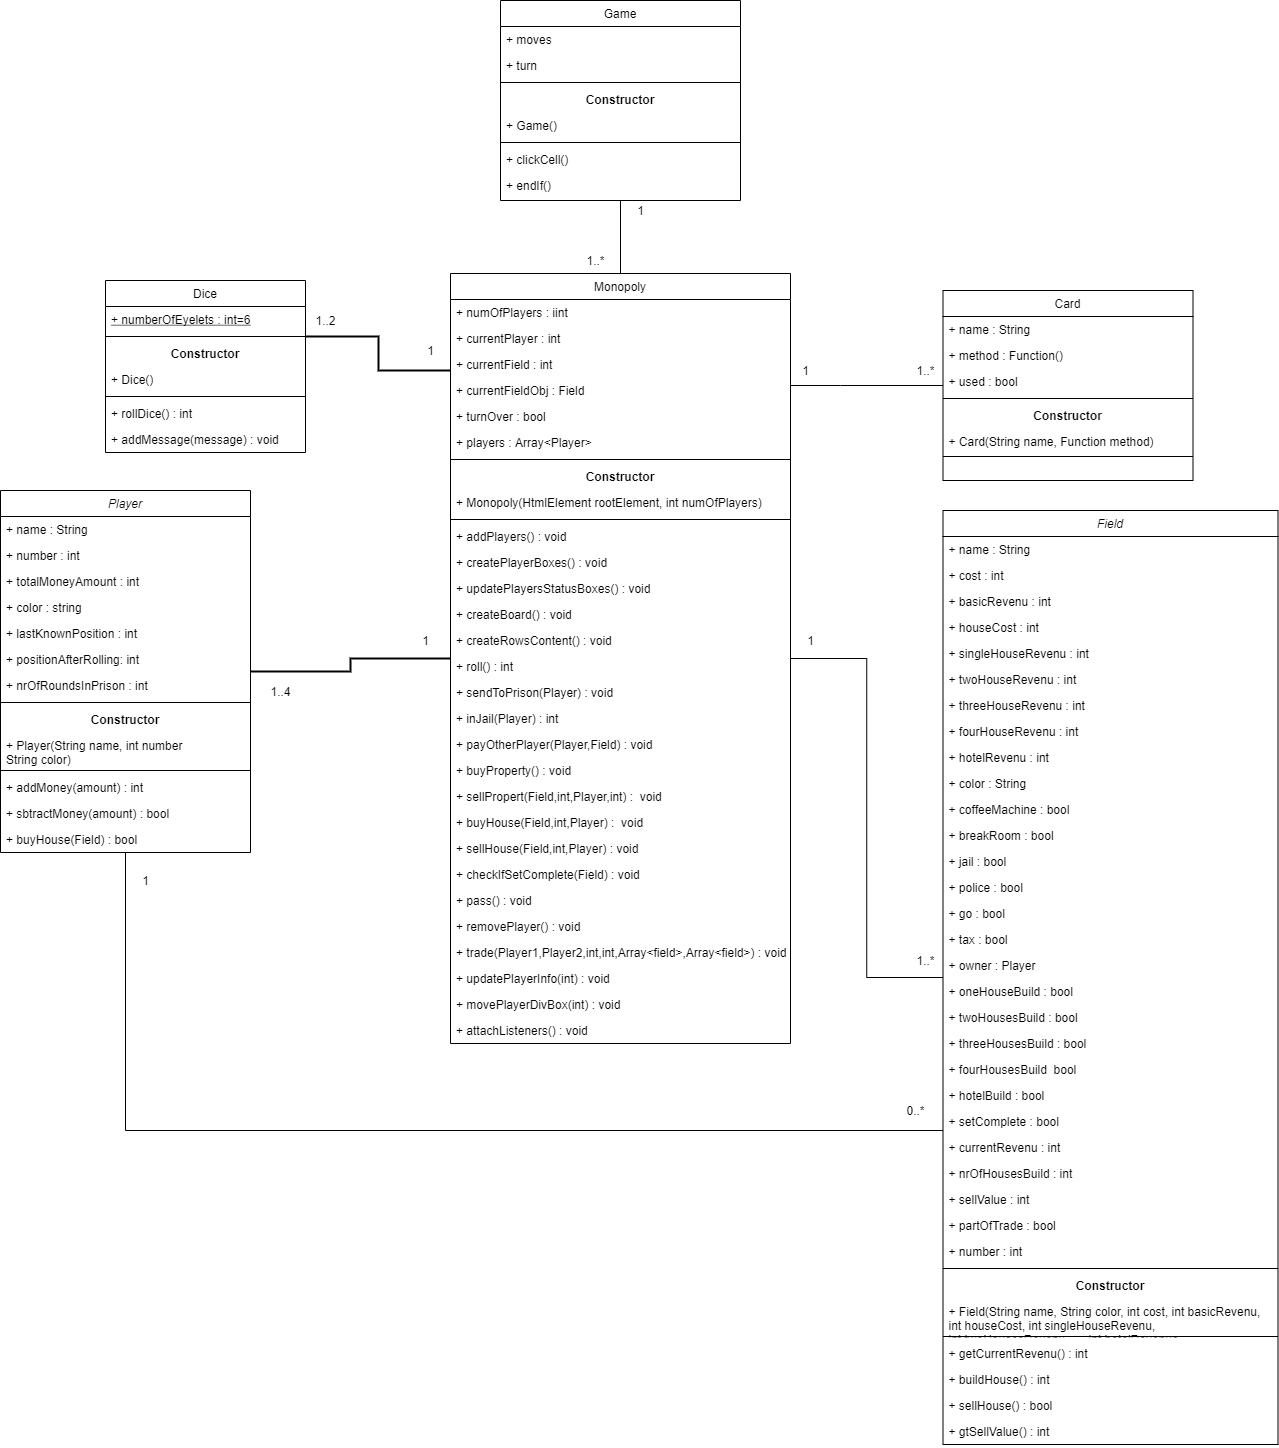 Game
+ moves
+ turn
Constructor
+ Game()
+ clickCell()
+ endIf()
1
1..*
Dice
+ numberOfEyelets : int=6
Constructor
+ Dice()
+ rollDice() : int
+ addMessage(message) : void
1..2
1
Monopoly
+ numOfPlayers : iint
+ currentPlayer : int
+ currentField : int
+ currentFieldObj : Field
+ turnOver : bool
+ players : Array<Player>
Constructor
+ Monopoly(HtmlElement rootElement, int numOfPlayers)
+ addPlayers() : void
+ createPlayerBoxes() : void
+ updatePlayersStatusBoxes() : void
+ createBoard() : void
+ createRowsContent() : void
+ roll() : int
+ sendToPrison(Player) : void
+ inJail(Player) : int
+ payOtherPlayer(Player,Field) : void
+ buyProperty() : void
+ sellPropert(Field,int,Player,int) :  void
+ buyHouse(Field,int,Player) :  void
+ sellHouse(Field,int,Player) : void
+ checkIfSetComplete(Field) : void
+ pass() : void
+ removePlayer() : void
+ trade(Player1,Player2,int,int,Array<field>,Array<field>) : void
+ updatePlayerInfo(int) : void
+ movePlayerDivBox(int) : void
+ attachListeners() : void
1
1..*
Card
+ name : String
+ method : Function()
+ used : bool
Constructor
+ Card(String name, Function method)
Player
+ name : String
+ number : int
+ totalMoneyAmount : int
+ color : string
+ lastKnownPosition : int
+ positionAfterRolling: int
+ nrOfRoundsInPrison : int
Constructor
+ Player(String name, int number
String color)
+ addMoney(amount) : int
+ sbtractMoney(amount) : bool
+ buyHouse(Field) : bool
1
1..4
1
1..*
1
0..*
Field
+ name : String
+ cost : int
+ basicRevenu : int
+ houseCost : int
+ singleHouseRevenu : int
+ twoHouseRevenu : int
+ threeHouseRevenu : int
+ fourHouseRevenu : int
+ hotelRevenu : int
+ color : String
+ coffeeMachine : bool
+ breakRoom : bool
+ jail : bool
+ police : bool
+ go : bool
+ tax : bool
+ owner : Player
+ oneHouseBuild : bool
+ twoHousesBuild : bool
+ threeHousesBuild : bool
+ fourHousesBuild  bool
+ hotelBuild : bool
+ setComplete : bool
+ currentRevenu : int
+ nrOfHousesBuild : int
+ sellValue : int
+ partOfTrade : bool
+ number : int
Constructor
+ Field(String name, String color, int cost, int basicRevenu,
int houseCost, int singleHouseRevenu,
+ getCurrentRevenu() : int
+ buildHouse() : int
+ sellHouse() : bool
+ gtSellValue() : int